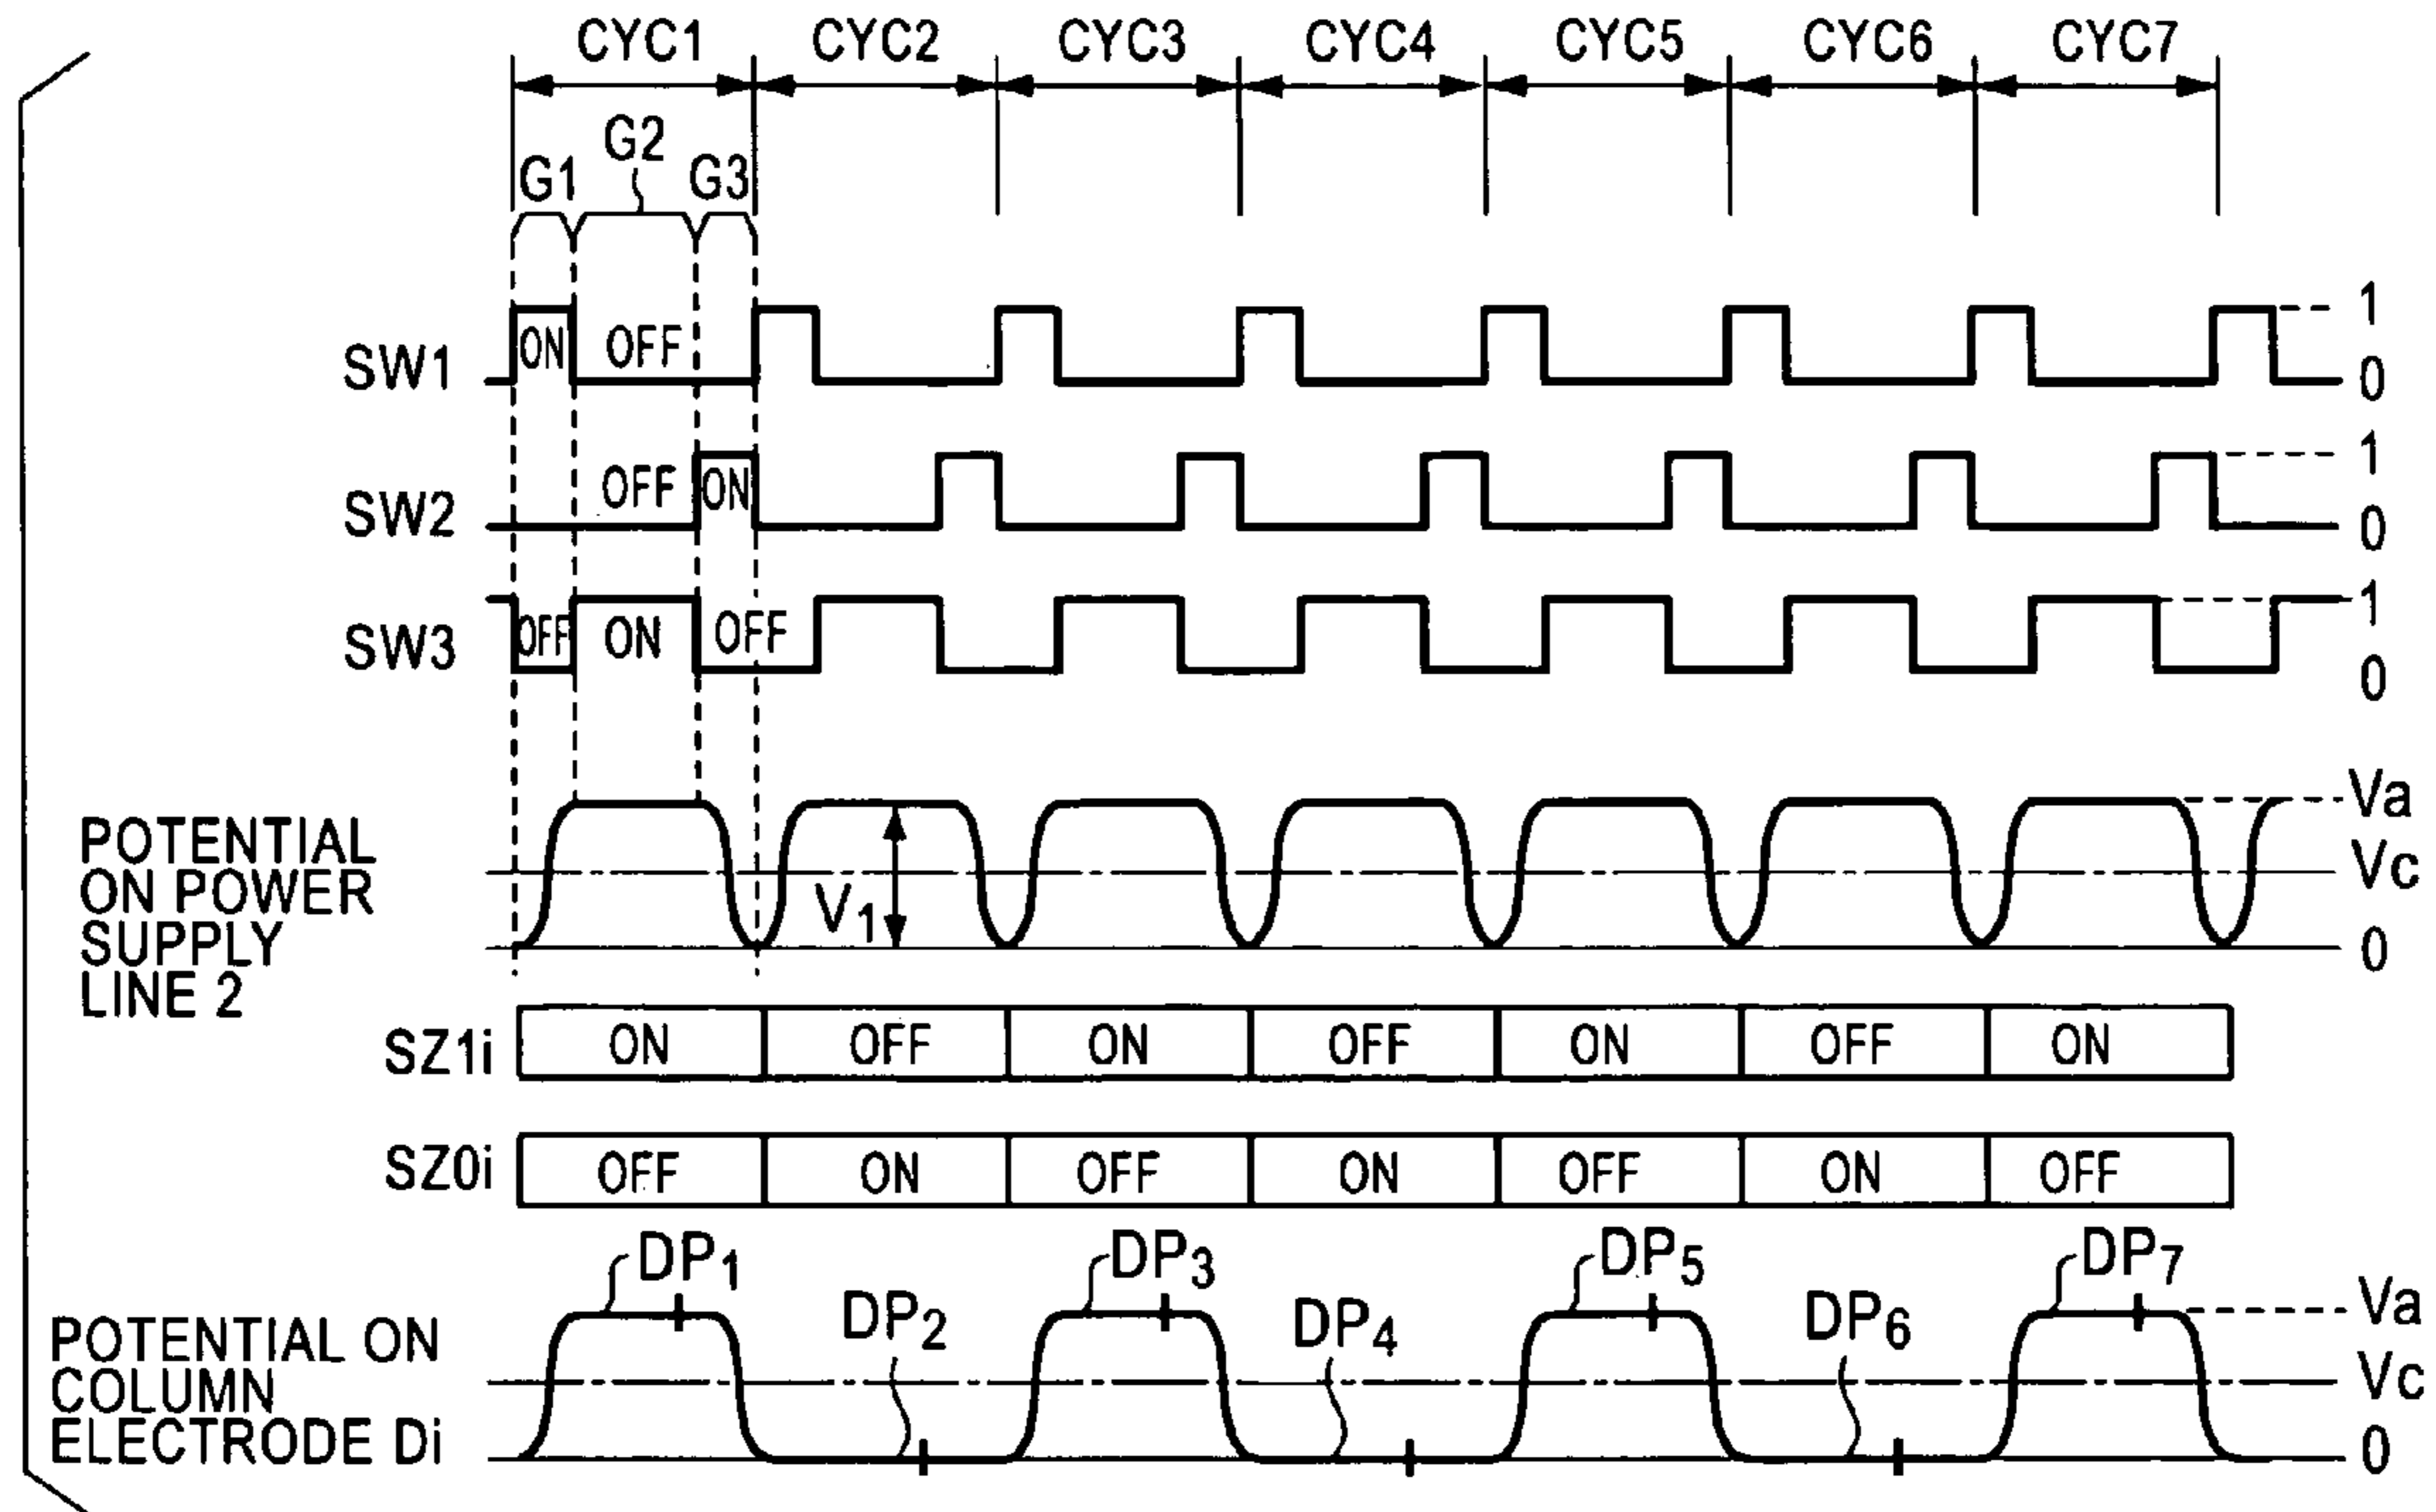 CYC1 CYC2 CYC3 CYC4 CYC5 CYC6 CYC7
G1 G2 G3
SW1 ON OFF 1 0
SW2 OFF ON 1 0
SW3 OFF ON OFF 1 0
POTENTIAL
ON POWER
SUPPLY
LINE 2
V1 Va Vc 0
SZ1i ON OFF ON OFF ON OFF ON
SZ0i OFF ON OFF ON OFF ON OFF
DP1 DP2 DP3 DP4 DP5 DP6 DP7
POTENTIAL ON
COLUMN
ELECTRODE Di
Va
Vc
0